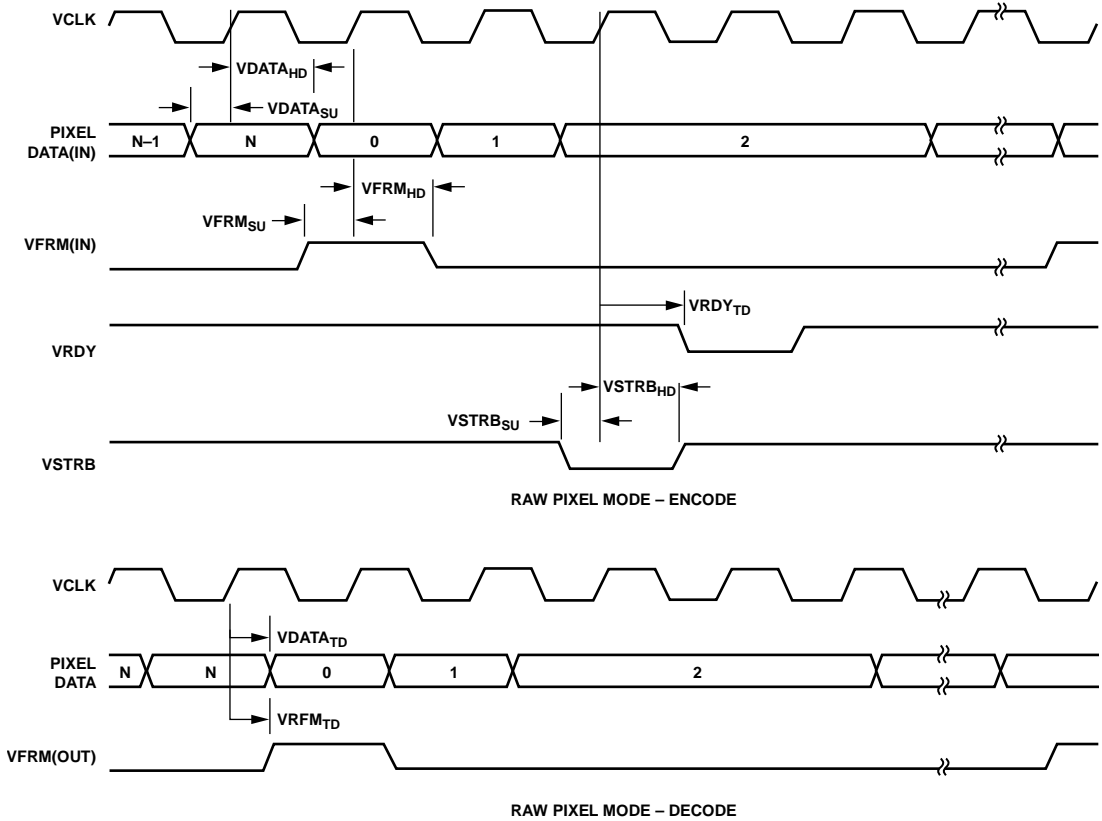 VCLK
VDATAHD
VDATASU
PIXEL
DATA(IN)
N–1 N 0 1 2
VFRMHD
VFRMSU
VFRM(IN)
VRDYTD
VRDY
VSTRBHD
VSTRBSU
VSTRB
RAW PIXEL MODE – ENCODE
VCLK
VDATATD
PIXEL
DATA
N N 0 1 2
VRFMTD
VFRM(OUT)
RAW PIXEL MODE – DECODE